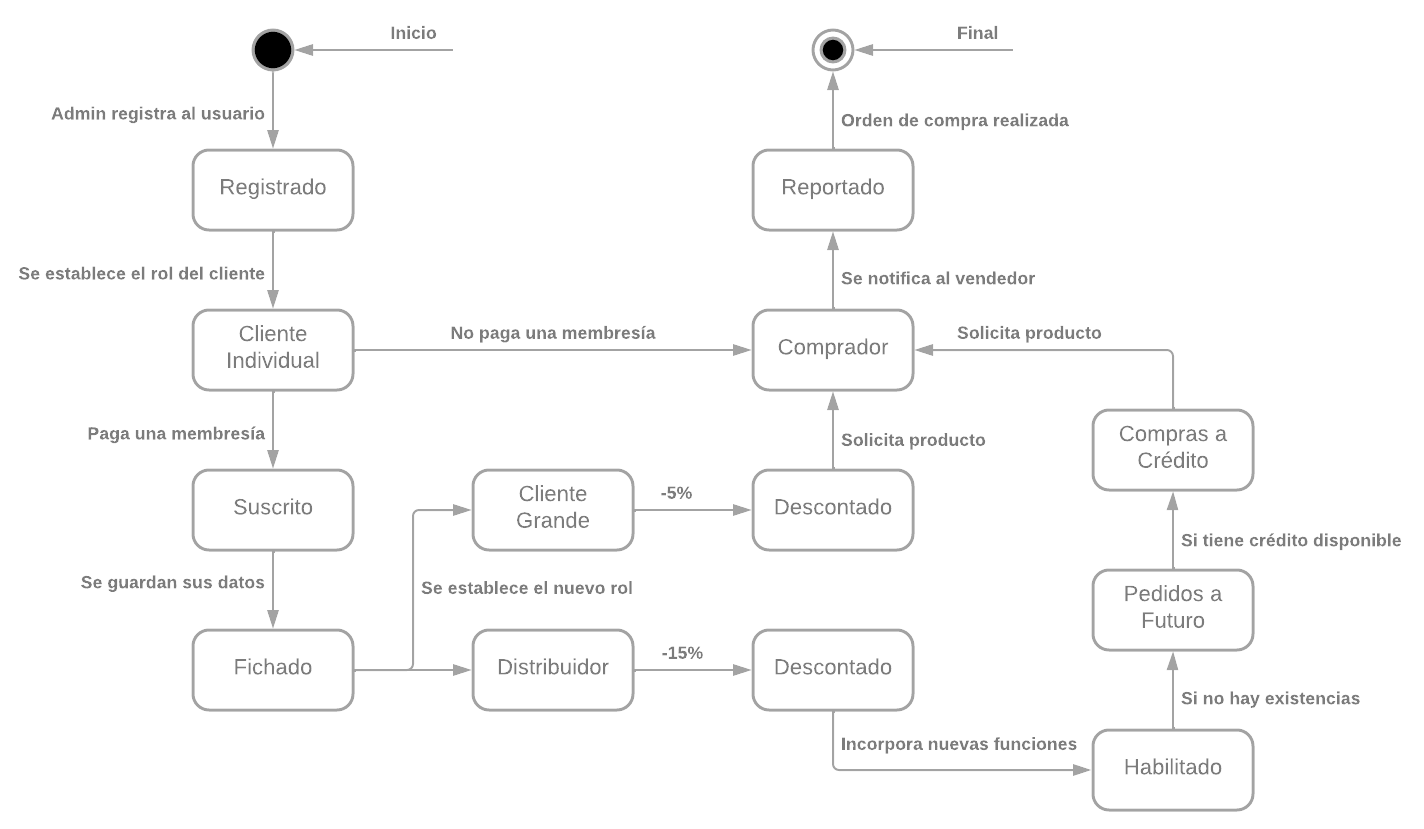 Inicio
Final
Admin registra al usuario
Orden de compra realizada
Registrado
Reportado
Se establece el rol del cliente
Se notifica al vendedor
Cliente
Individual
No paga una membresía
Comprador
Solicita producto
Paga una membresía
Solicita producto
Compras a
Crédito
Suscrito
Cliente
Grande
-5%
Descontado
Si tiene crédito disponible
Se guardan sus datos
Se establece el nuevo rol
Pedidos a
Futuro
Fichado
Distribuidor
-15%
Descontado
Si no hay existencias
Incorpora nuevas funciones
Habilitado